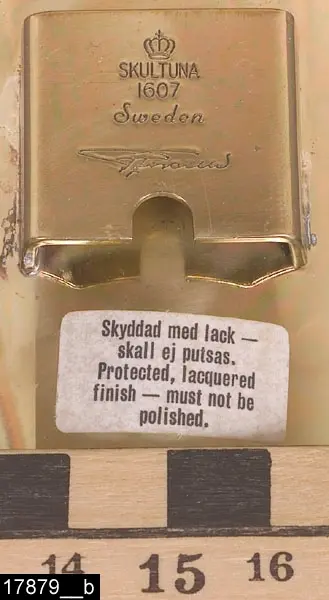 SKULTUNA
1607
Sweden
Skyddad med lack —
skall ej putsas.
Protected, lacquered
finish — must not be
polished.
14 15 16
17879__b